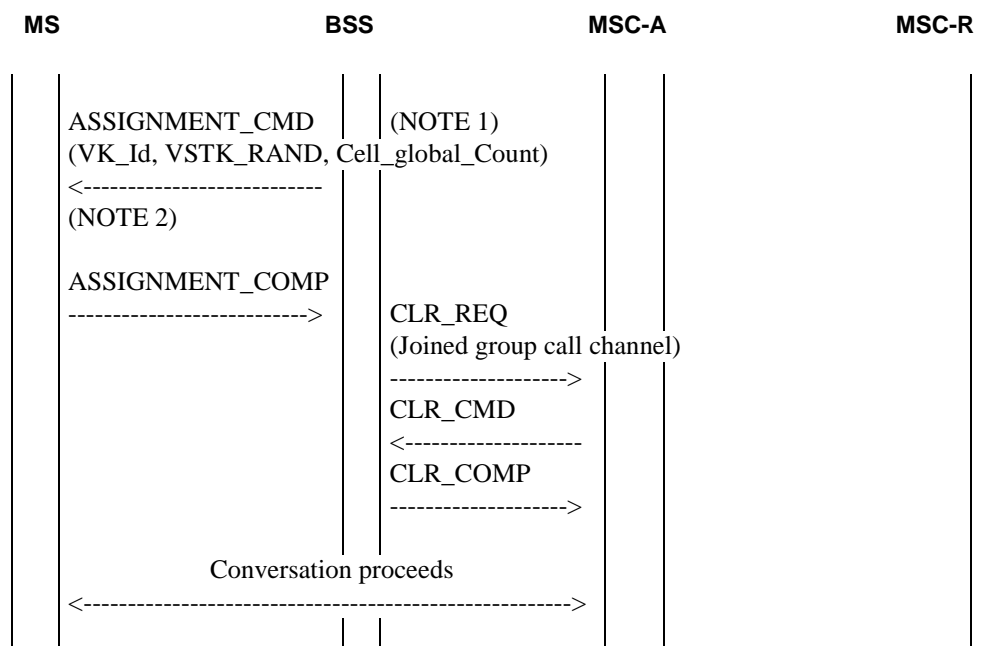 MS BSS MSC-A MSC-R
ASSIGNMENT_CMD (NOTE 1)
(VK_Id, VSTK_RAND, Cell_global_Count)
<---------------------------
(NOTE 2)
ASSIGNMENT_COMP
---------------------------> CLR_REQ
(Joined group call channel)
-------------------->
CLR_CMD
<--------------------
CLR_COMP
-------------------->
Conversation proceeds
<------------------------------------------------------->